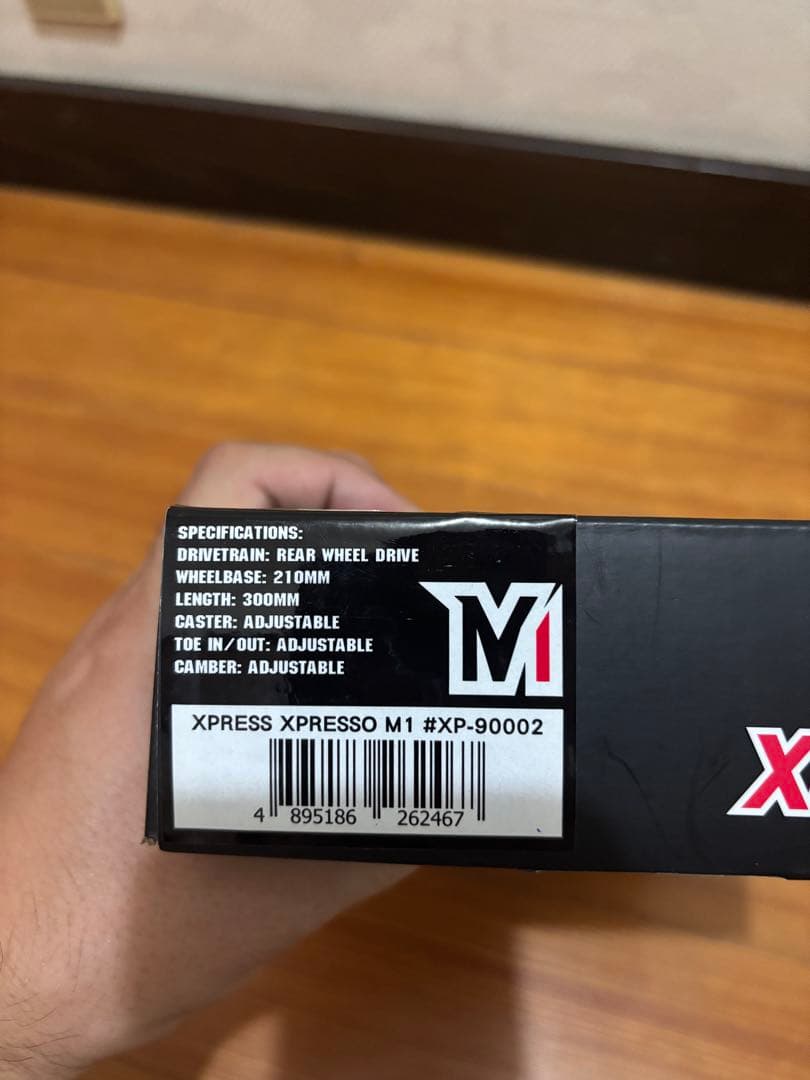 SPECIFICATIONS:
DRIVETRAIN: REAR WHEEL DRIVE
WHEELBASE: 210MM
LENGTH: 300MM
CASTER: ADJUSTABLE
TOE IN/OUT: ADJUSTABLE
CAMBER: ADJUSTABLE
M1
XPRESS XPRESSO M1 #XP-90002
4 895186 262467
X